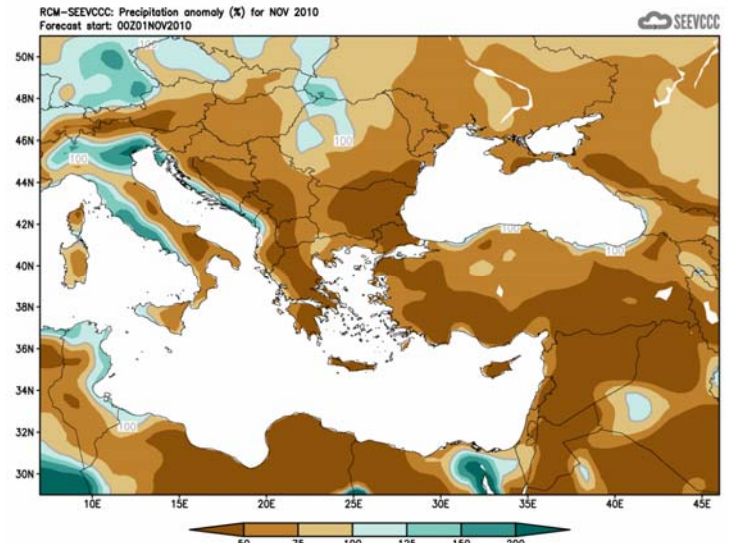 RCM-SEEVCCC: Precipitation anomaly (%) for NOV 2010
Forecast start: 00Z01NOV2010
SEEVCCC
50N
48N
46N
44N
42N
40N
38N
36N
34N
32N
30N
100
100
100
100
100
100
10E
15E
20E
25E
30E
35E
40E
45E
50
75
100
125
150
200